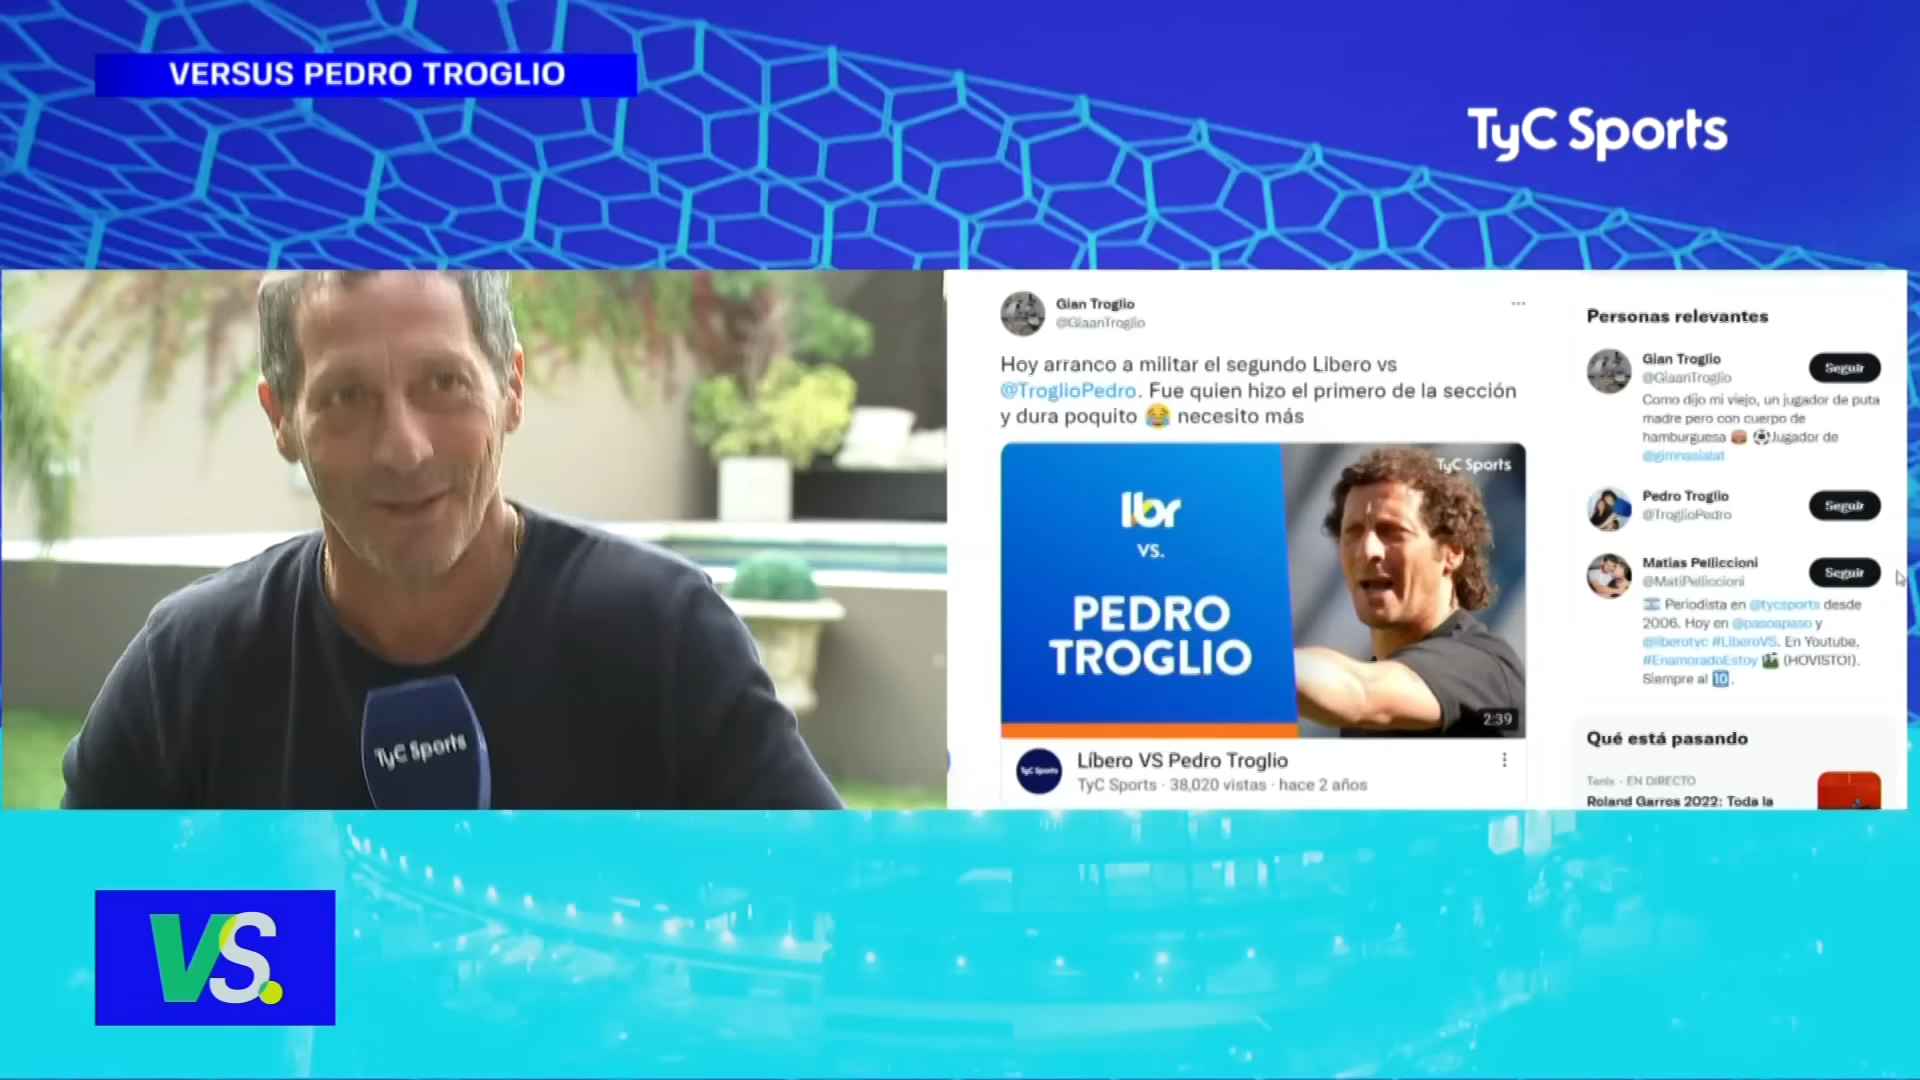 VERSUS PEDRO TROGLIO
TyC Sports
Gian Troglio
@GiaanTroglio
Hoy arranco a militar el segundo Libero vs
@TroglioPedro. Fue quien hizo el primero de la sección
y dura poquito 😂 necesito más
TyC Sports
lbr
VS.
PEDRO
TROGLIO
2:39
TyC Sports
Líbero VS Pedro Troglio
TyC Sports · 38,020 vistas · hace 2 años
Personas relevantes
Gian Troglio
@GiaanTroglio
Seguir
Como dijo mi viejo, un jugador de puta
madre pero con cuerpo de
hamburguesa 🍔 ⚽Jugador de
@gimnasialat
Pedro Troglio
@TroglioPedro
Seguir
Matias Pelliccioni
@MatiPelliccioni
Seguir
Periodista en @tycsports desde
2006. Hoy en @pasoapaso y
@liberotyc #LiberoVS. En Youtube,
#EnamoradoEstoy (HOVISTO!).
Siempre al 🔟.
Qué está pasando
Tenis · EN DIRECTO
Roland Garros 2022: Toda la
TyC Sports
VS.